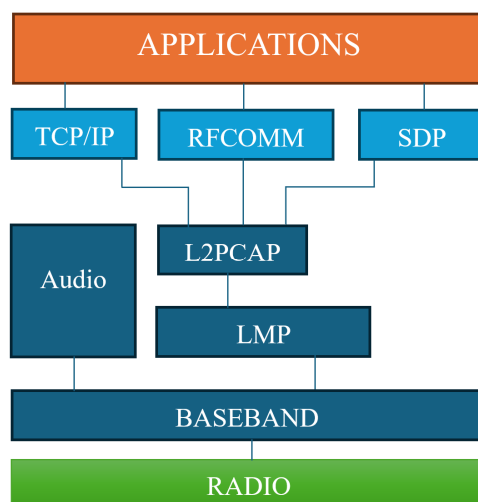 APPLICATIONS
TCP/IP
RFCOMM
SDP
L2PCAP
Audio
LMP
BASEBAND
RADIO